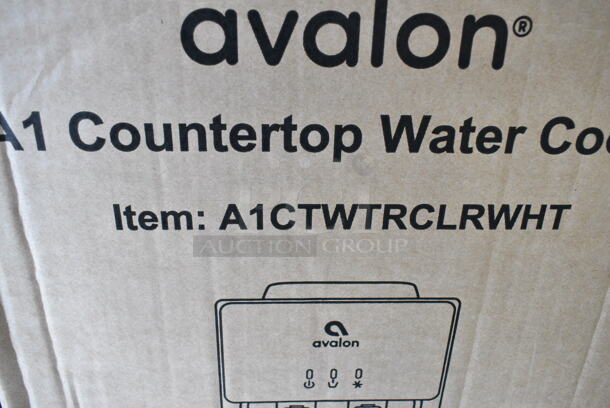 avalon®
A1 Countertop Water Coo
Item: A1CTWTRCLRWHT
AUCTION GROUP
avalon